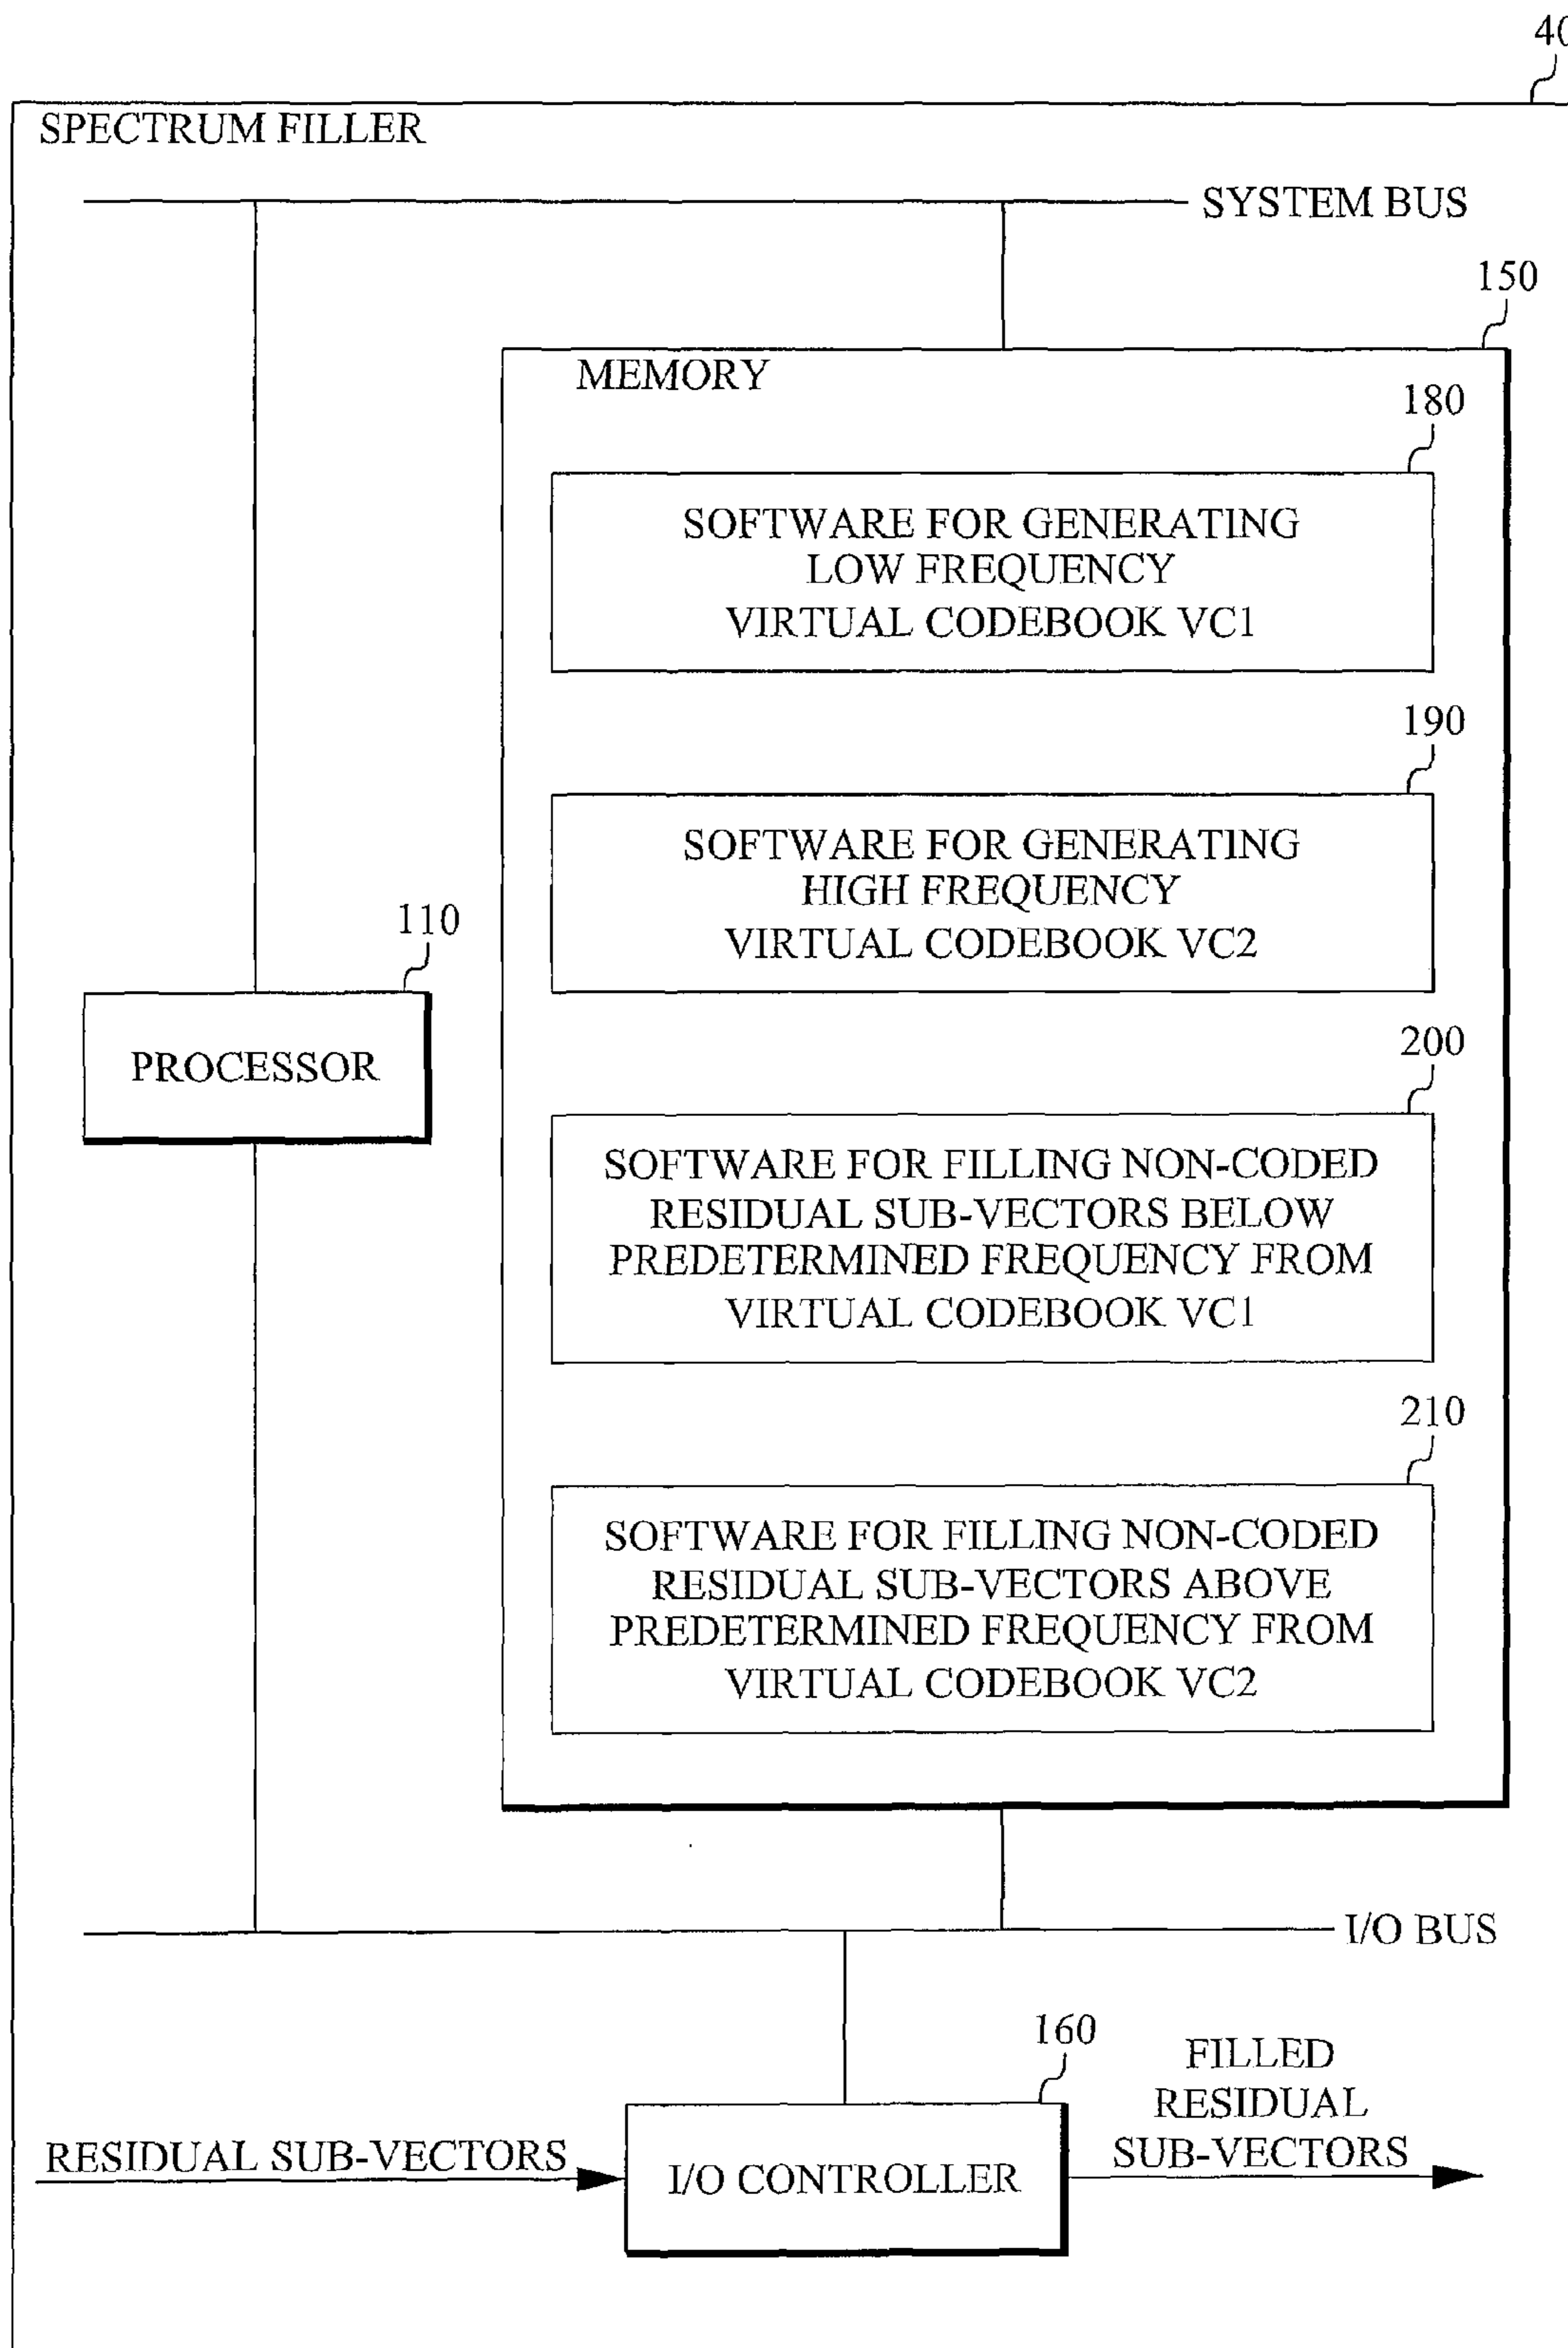 40
SPECTRUM FILLER
SYSTEM BUS
150
MEMORY
180
SOFTWARE FOR GENERATING
LOW FREQUENCY
VIRTUAL CODEBOOK VC1
190
SOFTWARE FOR GENERATING
HIGH FREQUENCY
VIRTUAL CODEBOOK VC2
110
PROCESSOR
200
SOFTWARE FOR FILLING NON-CODED
RESIDUAL SUB-VECTORS BELOW
PREDETERMINED FREQUENCY FROM
VIRTUAL CODEBOOK VC1
210
SOFTWARE FOR FILLING NON-CODED
RESIDUAL SUB-VECTORS ABOVE
PREDETERMINED FREQUENCY FROM
VIRTUAL CODEBOOK VC2
I/O BUS
160
FILLED
RESIDUAL
SUB-VECTORS
RESIDUAL SUB-VECTORS
I/O CONTROLLER